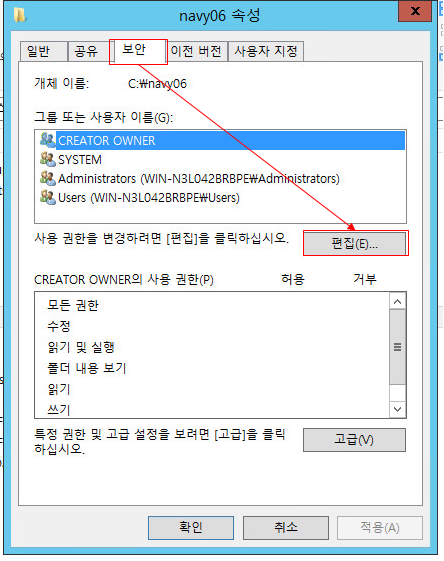 navy06 속성
일반 공유 보안 이전 버전 사용자 지정
개체 이름: C:₩navy06
그룹 또는 사용자 이름(G):
CREATOR OWNER
SYSTEM
Administrators (WIN-N3L042BRBPE₩Administrators)
Users (WIN-N3L042BRBPE₩Users)
사용 권한을 변경하려면 [편집]을 클릭하십시오.
편집(E)...
CREATOR OWNER의 사용 권한(P) 허용 거부
모든 권한
수정
읽기 및 실행
폴더 내용 보기
읽기
쓰기
특정 권한 및 고급 설정을 보려면 [고급]을 클릭
하십시오.
고급(V)
확인 취소 적용(A)